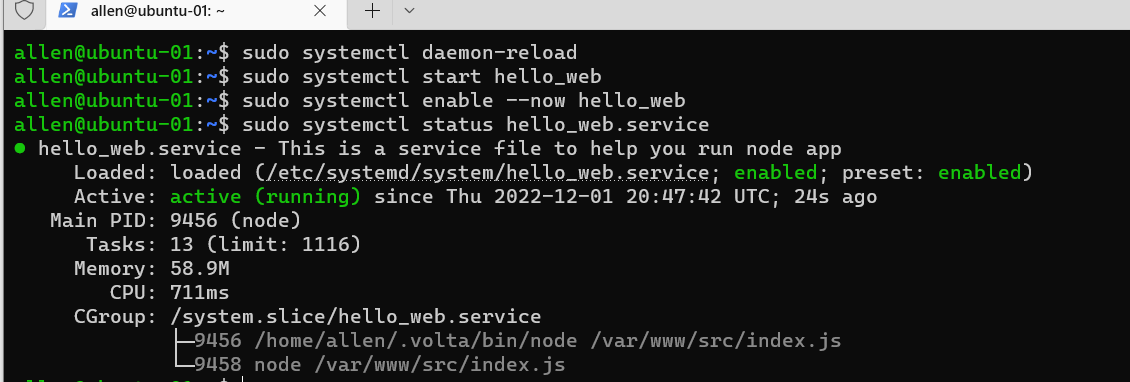 allen@ubuntu-01: ~
allen@ubuntu-01:~$ sudo systemctl daemon-reload
allen@ubuntu-01:~$ sudo systemctl start hello_web
allen@ubuntu-01:~$ sudo systemctl enable --now hello_web
allen@ubuntu-01:~$ sudo systemctl status hello_web.service
● hello_web.service - This is a service file to help you run node app
Loaded: loaded (/etc/systemd/system/hello_web.service; enabled; preset: enabled)
Active: active (running) since Thu 2022-12-01 20:47:42 UTC; 24s ago
Main PID: 9456 (node)
Tasks: 13 (limit: 1116)
Memory: 58.9M
CPU: 711ms
CGroup: /system.slice/hello_web.service
├─9456 /home/allen/.volta/bin/node /var/www/src/index.js
└─9458 node /var/www/src/index.js